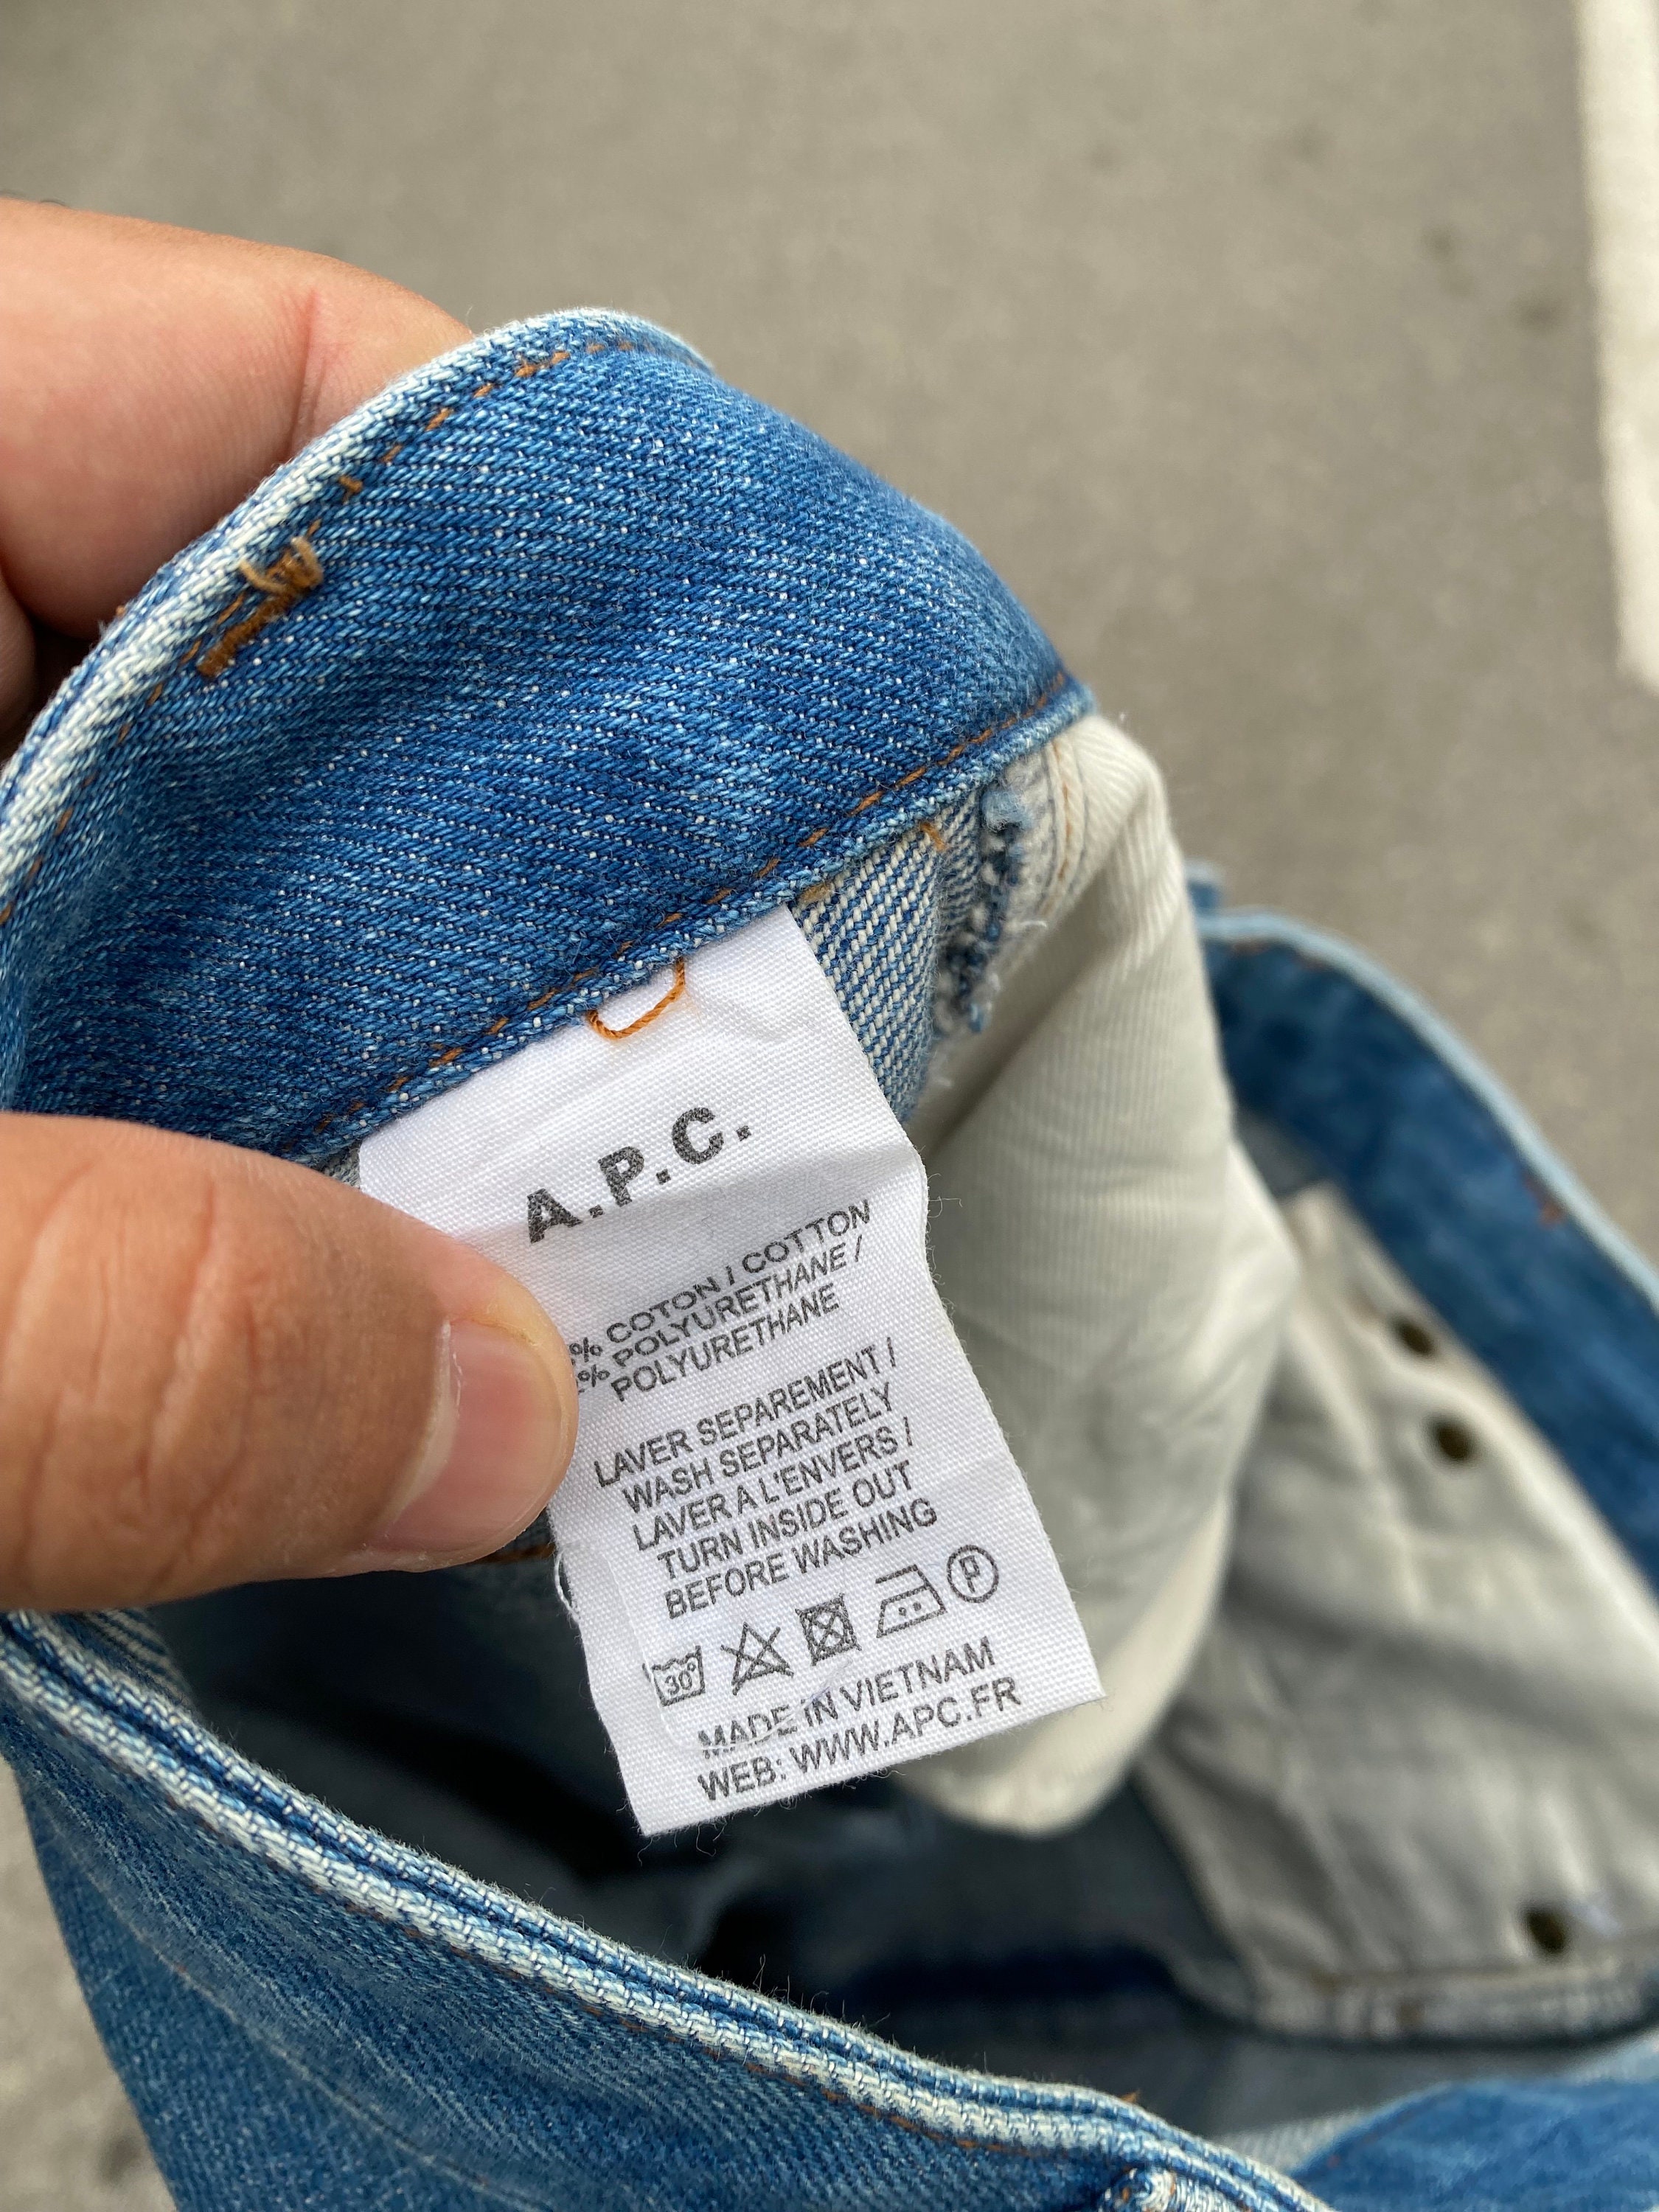 A.P.C.
% COTON / COTTON
% POLYURETHANE /
POLYURETHANE
LAVER SEPAREMENT /
WASH SEPARATELY
LAVER A L'ENVERS /
TURN INSIDE OUT
BEFORE WASHING
30° P
MADE IN VIETNAM
WEB: WWW.APC.FR